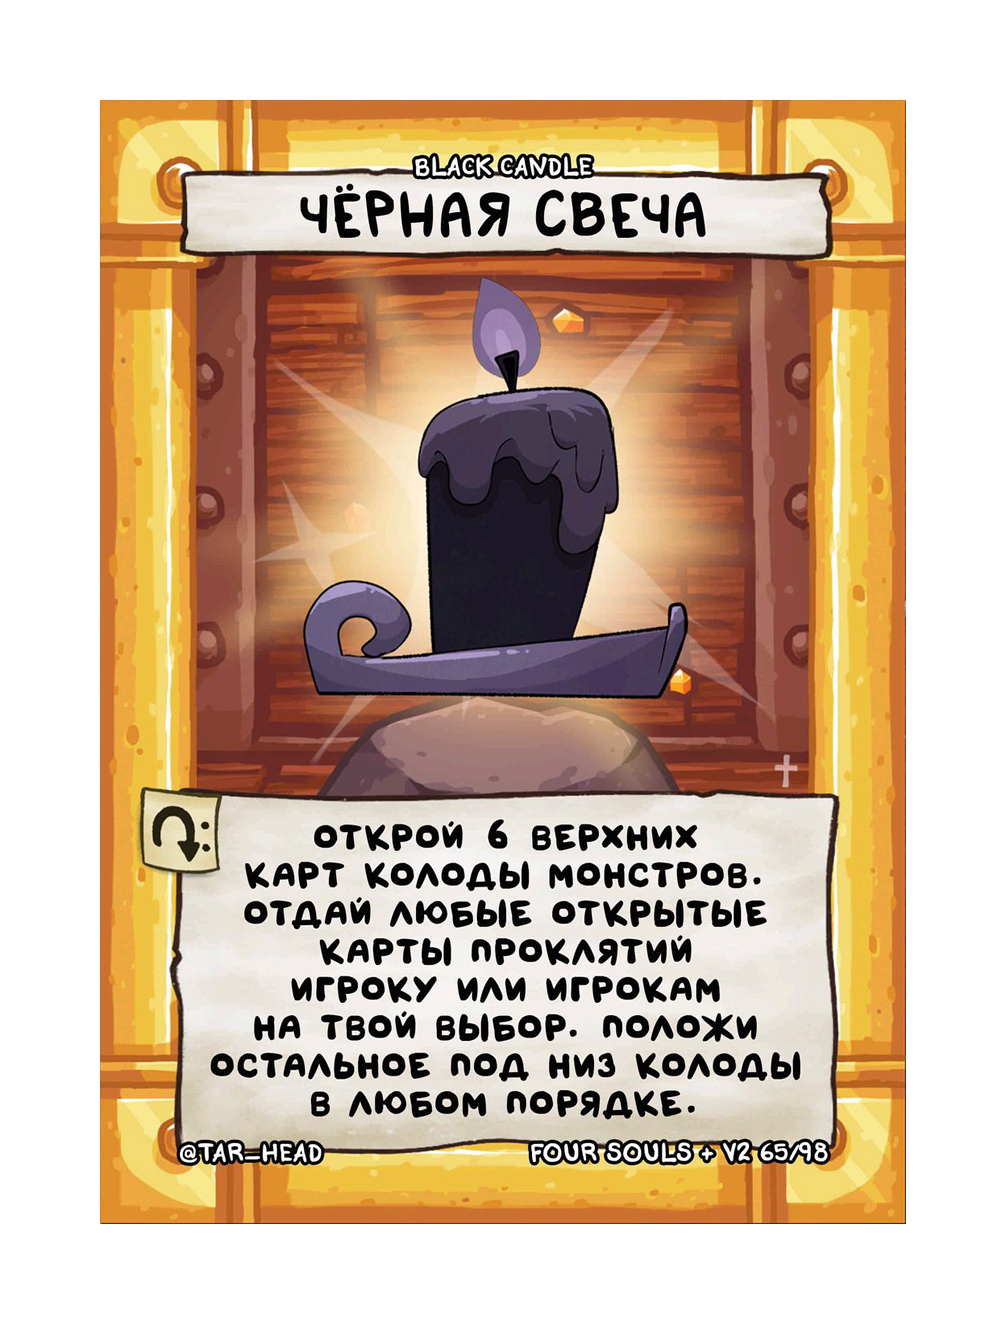 BLACK CANDLE
ЧЁРНАЯ СВЕЧА
ОТКРОЙ 6 ВЕРХНИХ
КАРТ КОЛОДЫ МОНСТРОВ.
ОТДАЙ ЛЮБЫЕ ОТКРЫТЫЕ
КАРТЫ ПРОКЛЯТИЙ
ИГРОКУ ИЛИ ИГРОКАМ
НА ТВОЙ ВЫБОР. ПОЛОЖИ
ОСТАЛЬНОЕ ПОД НИЗ КОЛОДЫ
В ЛЮБОМ ПОРЯДКЕ.
@TAR_HEAD FOUR SOULS + V2 65/98